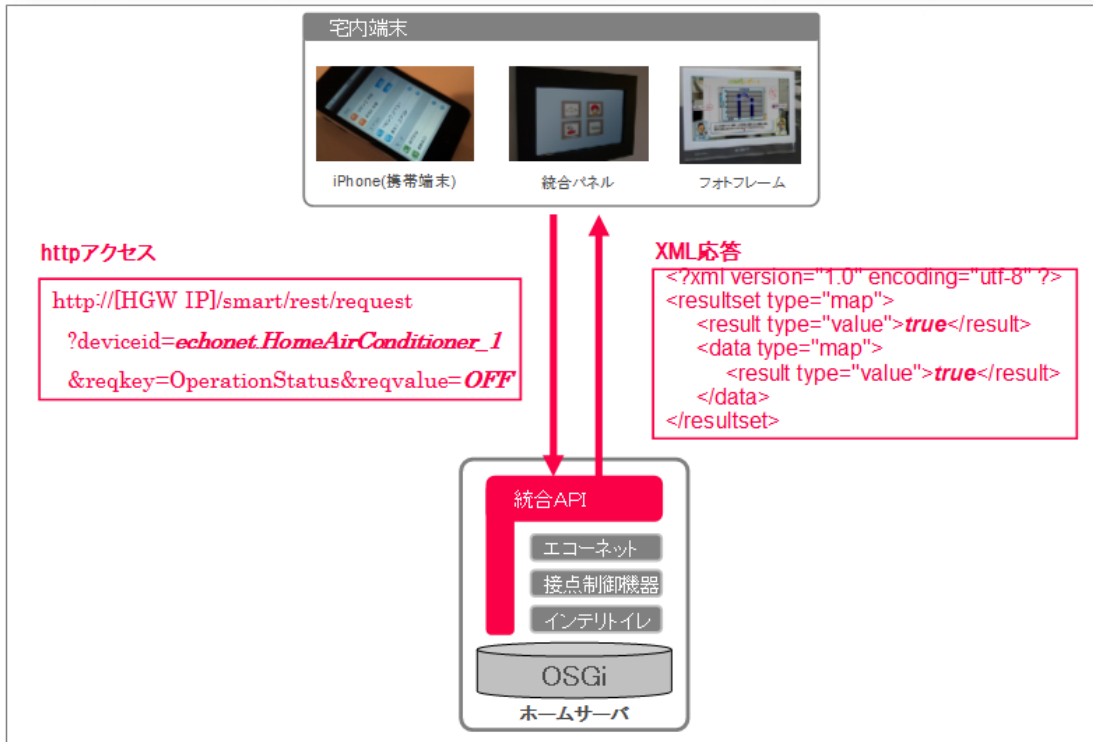 宅内端末
iPhone(携帯端末)
統合パネル
フォトフレーム
httpアクセス
http://[HGW IP]/smart/rest/request
?deviceid=echonet.HomeAirConditioner_1
&reqkey=OperationStatus&reqvalue=OFF
XML応答
<?xml version="1.0" encoding="utf-8" ?>
<resultset type="map">
<result type="value">true</result>
<data type="map">
<result type="value">true</result>
</data>
</resultset>
統合API
エコーネット
接点制御機器
インテリトイレ
OSGi
ホームサーバ